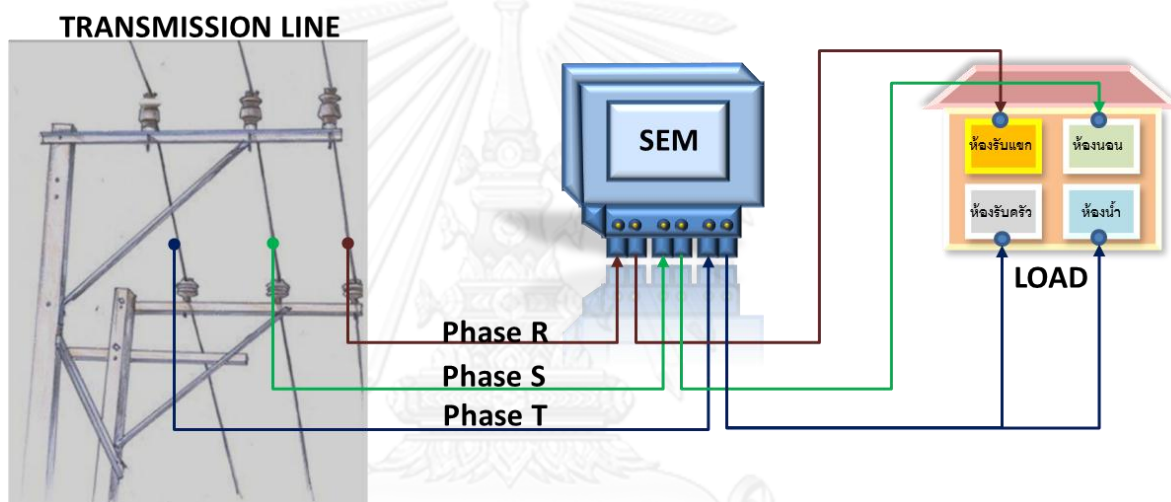 TRANSMISSION LINE
SEM
ห้องรับแขก
ห้องนอน
ห้องรับครัว
ห้องน้ำ
LOAD
Phase R
Phase S
Phase T